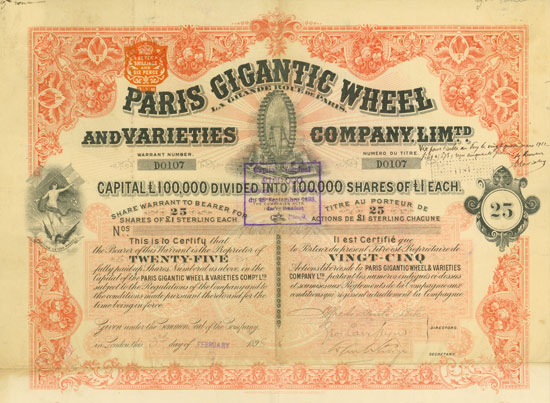 PARIS GIGANTIC WHEEL
LA GRANDE ROUE DE PARIS.
AND VARIETIES COMPANY, LIMTD
WARRANT NUMBER.
D0107
NUMÉRO DU TITRE
D0107
CAPITAL £100,000 DIVIDED INTO 100,000 SHARES OF £1 EACH.
SHARE WARRANT TO BEARER FOR
25
SHARES OF £1 STERLING EACH.
TITRE AU PORTEUR DE
25
ACTIONS DE £1 STERLING CHACUNE
25
Nos
This is to Certify that
the Bearer of this Warrant is the Proprietor of
TWENTY-FIVE
fully paid up Shares Numbered as above, in the
capital of the PARIS GIGANTIC WHEEL & VARIETIES COMPY LD
subject to the Regulations of the Company and to
the conditions made pursuant thereto and for the
time being in force.
Given under the Common Seal of the Company,
in London this day of FEBRUARY 189
Il est Certifié que
le Porteur du présent Titre est Propriétaire de
VINGT-CINQ
Actions libérées de la PARIS GIGANTIC WHEEL & VARIETIES
COMPANY LD portant les numéros indiqués ci-dessus
et soumises aux Règlements de la Compagnie aux
conditions qui régissent actuellement la Compagnie
DIRECTORS.
SECRETARY.